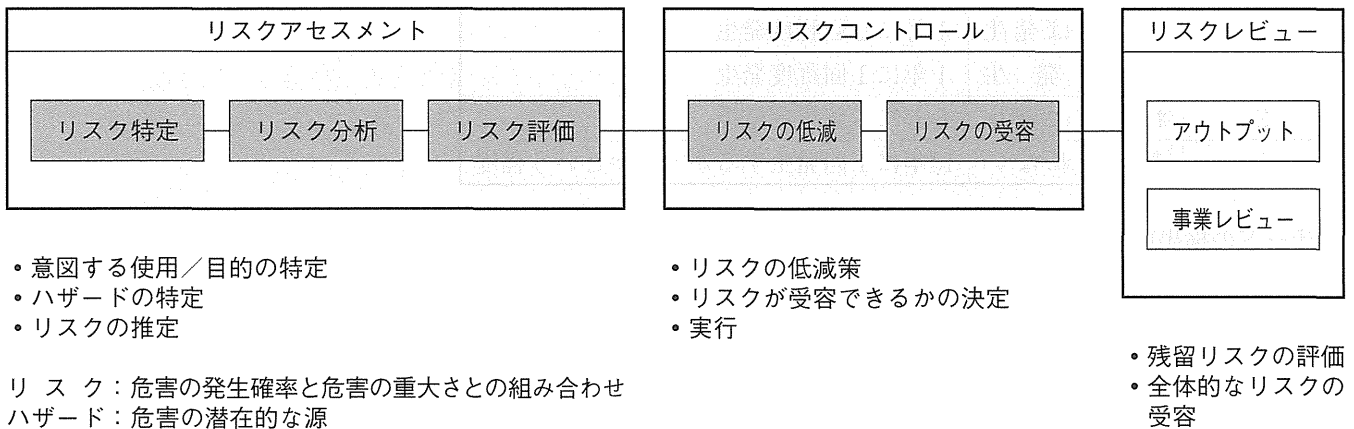 リスクアセスメント
リスク特定
リスク分析
リスク評価
リスクコントロール
リスクの低減
リスクの受容
リスクレビュー
アウトプット
事業レビュー
•意図する使用/目的の特定
•ハザードの特定
•リスクの推定
リ ス ク：危害の発生確率と危害の重大さとの組み合わせ
ハザード：危害の潜在的な源
•リスクの低減策
•リスクが受容できるかの決定
•実行
•残留リスクの評価
•全体的なリスクの
受容